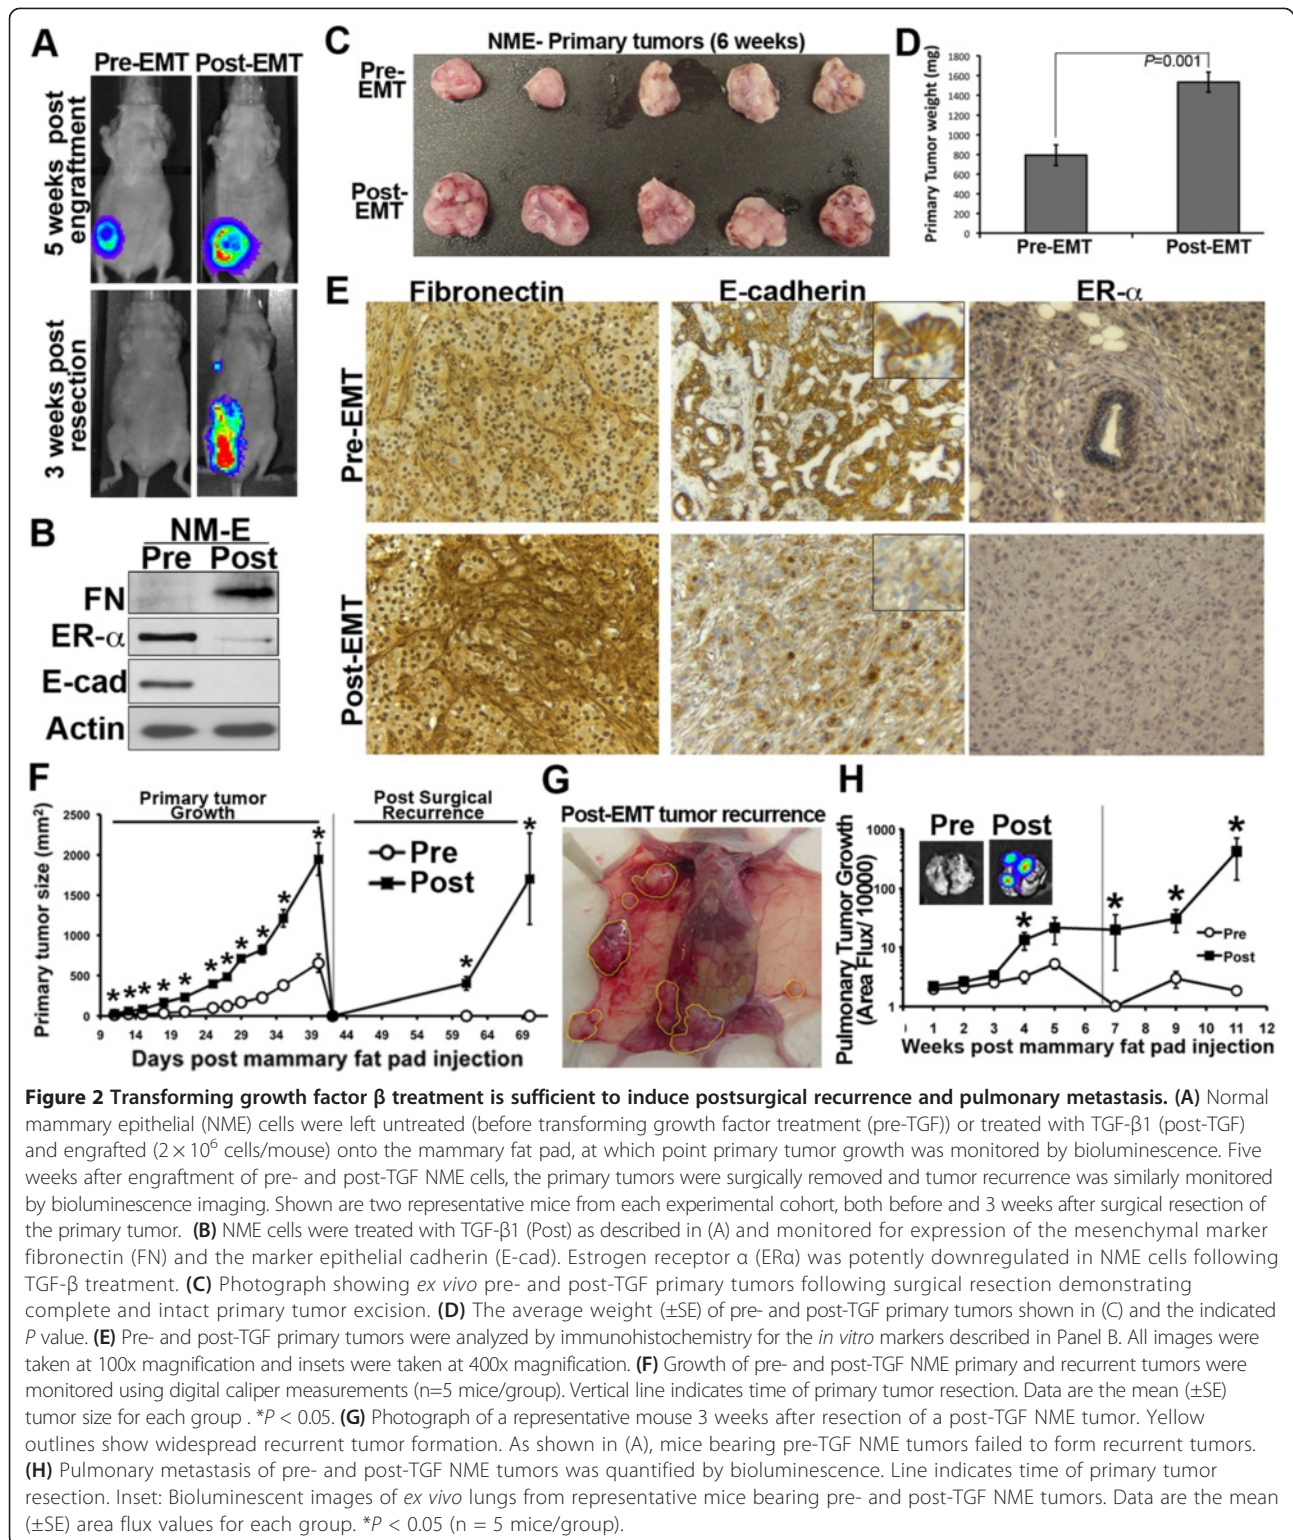 A
Pre-EMT Post-EMT
5 weeks post
engraftment
3 weeks post
resection
B
NM-E
Pre Post
FN
ER-α
E-cad
Actin
C
NME- Primary tumors (6 weeks)
Pre-
EMT
Post-
EMT
D
Primary Tumor weight (mg)
1800
1600
1400
1200
1000
800
600
400
200
0
P=0.001
Pre-EMT Post-EMT
E
Fibronectin E-cadherin ER-α
Pre-EMT
Post-EMT
F
Primary tumor
Growth
Post Surgical
Recurrence
Primary tumor size (mm²)
2500
2000
1500
1000
500
0
Pre
Post
* * * * * * * * * * * * *
9 14 19 24 29 34 39 44 49 54 59 64 69
Days post mammary fat pad injection
G
Post-EMT tumor recurrence
H
Pulmonary Tumor Growth
(Area Flux/ 10000)
1000
100
10
1
Pre Post
* * * *
Pre
Post
1 2 3 4 5 6 7 8 9 10 11 12
Weeks post mammary fat pad injection
Figure 2 Transforming growth factor β treatment is sufficient to induce postsurgical recurrence and pulmonary metastasis. (A) Normal
mammary epithelial (NME) cells were left untreated (before transforming growth factor treatment (pre-TGF)) or treated with TGF-β1 (post-TGF)
and engrafted (2 × 10⁶ cells/mouse) onto the mammary fat pad, at which point primary tumor growth was monitored by bioluminescence. Five
weeks after engraftment of pre- and post-TGF NME cells, the primary tumors were surgically removed and tumor recurrence was similarly monitored
by bioluminescence imaging. Shown are two representative mice from each experimental cohort, both before and 3 weeks after surgical resection of
the primary tumor. (B) NME cells were treated with TGF-β1 (Post) as described in (A) and monitored for expression of the mesenchymal marker
fibronectin (FN) and the marker epithelial cadherin (E-cad). Estrogen receptor α (ERα) was potently downregulated in NME cells following
TGF-β treatment. (C) Photograph showing ex vivo pre- and post-TGF primary tumors following surgical resection demonstrating
complete and intact primary tumor excision. (D) The average weight (±SE) of pre- and post-TGF primary tumors shown in (C) and the indicated
P value. (E) Pre- and post-TGF primary tumors were analyzed by immunohistochemistry for the in vitro markers described in Panel B. All images were
taken at 100x magnification and insets were taken at 400x magnification. (F) Growth of pre- and post-TGF NME primary and recurrent tumors were
monitored using digital caliper measurements (n=5 mice/group). Vertical line indicates time of primary tumor resection. Data are the mean (±SE)
tumor size for each group . *P < 0.05. (G) Photograph of a representative mouse 3 weeks after resection of a post-TGF NME tumor. Yellow
outlines show widespread recurrent tumor formation. As shown in (A), mice bearing pre-TGF NME tumors failed to form recurrent tumors.
(H) Pulmonary metastasis of pre- and post-TGF NME tumors was quantified by bioluminescence. Line indicates time of primary tumor
resection. Inset: Bioluminescent images of ex vivo lungs from representative mice bearing pre- and post-TGF NME tumors. Data are the mean
(±SE) area flux values for each group. *P < 0.05 (n = 5 mice/group).